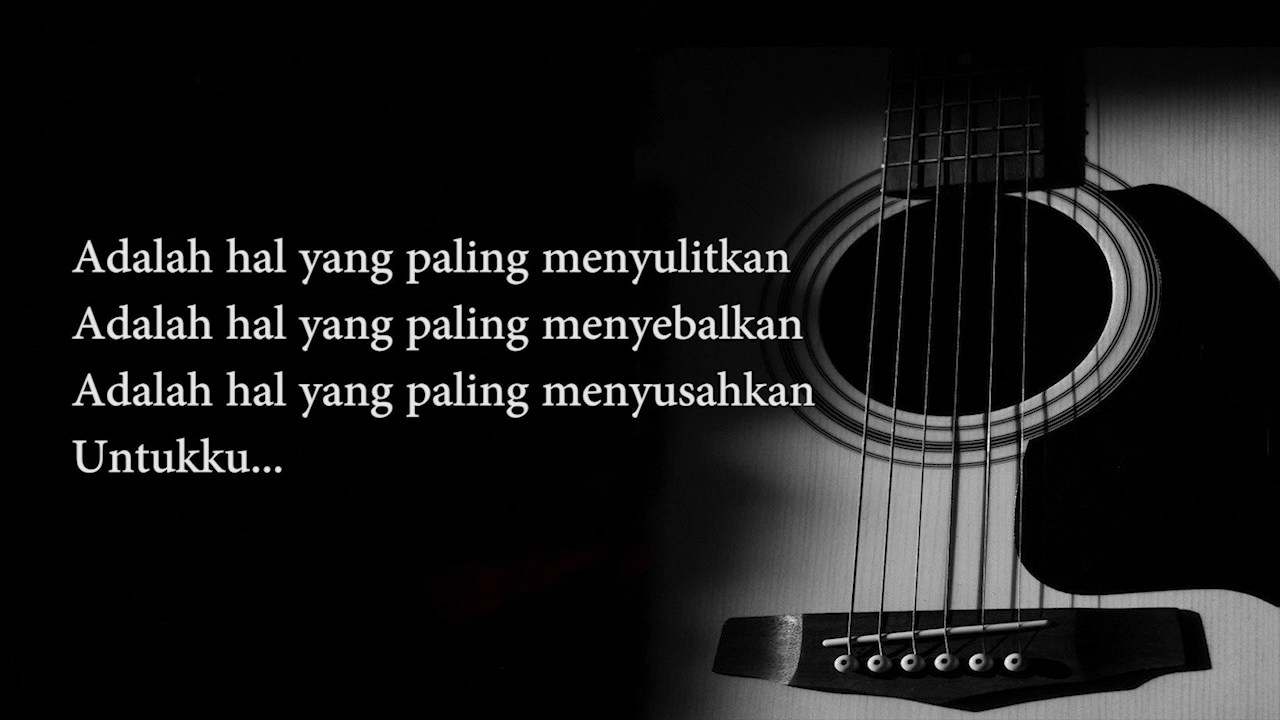 Adalah hal yang paling menyulitkan
Adalah hal yang paling menyebalkan
Adalah hal yang paling menyusahkan
Untukku...